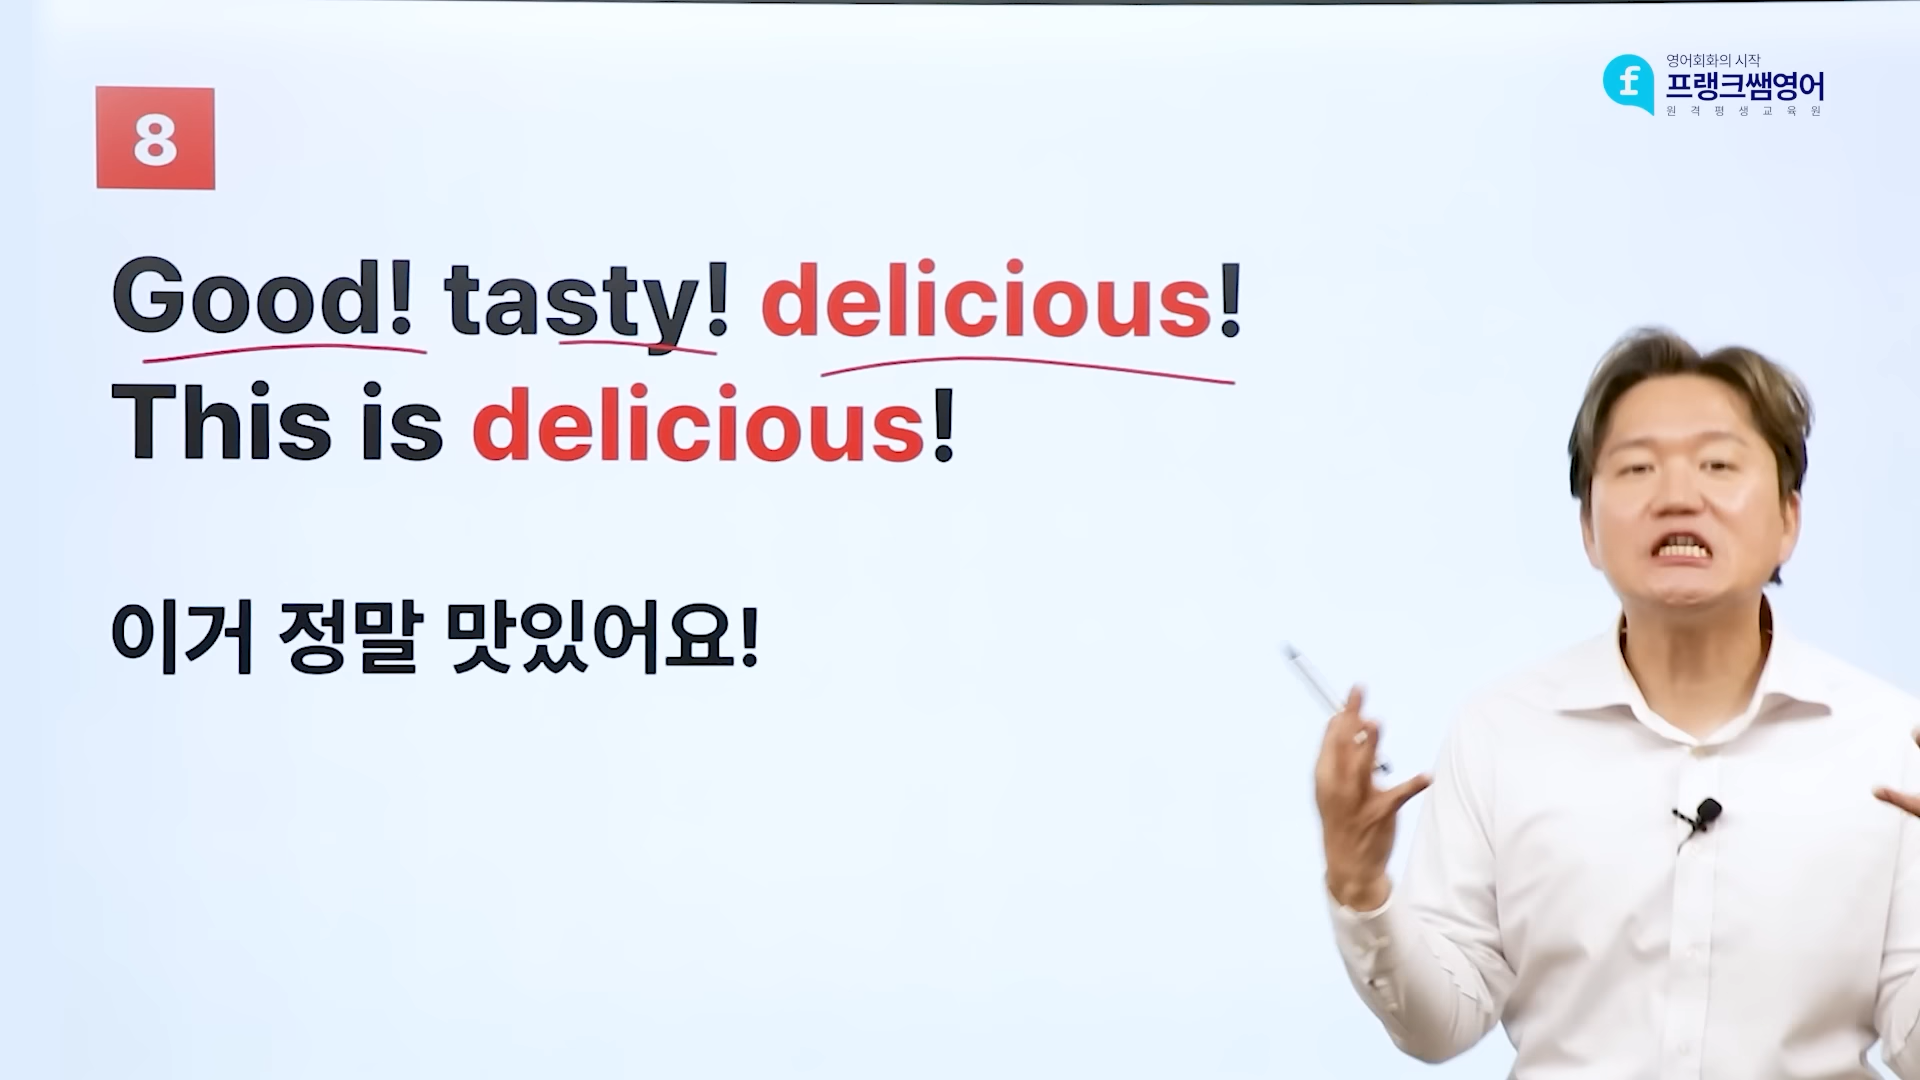 영어회화의 시작
프랭크쌤영어
원격평생교육원
8
Good! tasty! delicious!
This is delicious!
이거 정말 맛있어요!